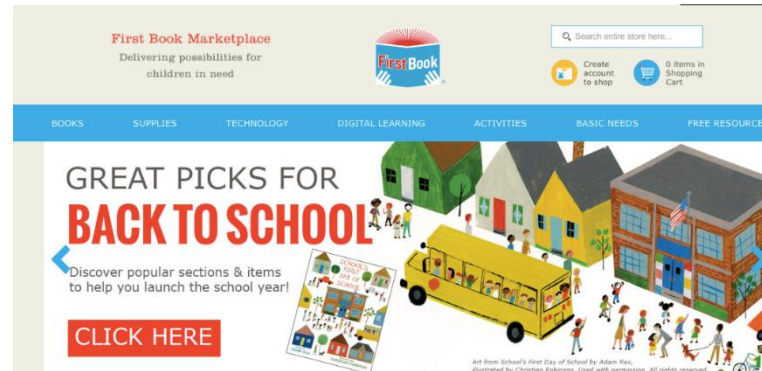 First Book Marketplace
Delivering possibilities for
children in need
FirstBook
Search entire store here...
Create
account
to shop
0 items in
Shopping
Cart
BOOKS
SUPPLIES
TECHNOLOGY
DIGITAL LEARNING
ACTIVITIES
BASIC NEEDS
FREE RESOURCE
GREAT PICKS FOR
BACK TO SCHOOL
Discover popular sections & items
to help you launch the school year!
CLICK HERE
SCHOOL'S
FIRST
DAY OF
SCHOOL
Art from School's First Day of School by Adam Rex,
illustrated by Christian Robinson. Used with permission. All rights reserved